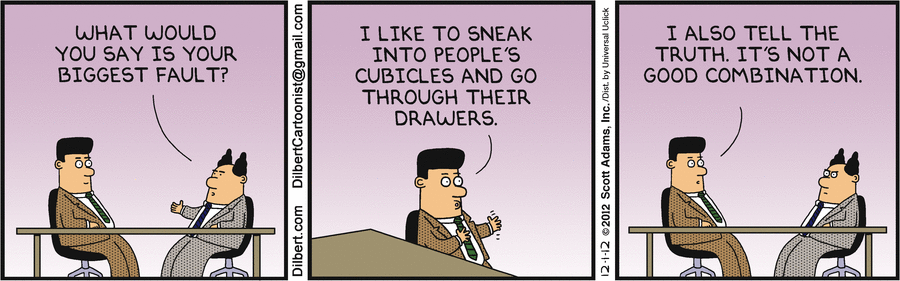 WHAT WOULD
YOU SAY IS YOUR
BIGGEST FAULT?
Dilbert.com DilbertCartoonist@gmail.com
I LIKE TO SNEAK
INTO PEOPLE'S
CUBICLES AND GO
THROUGH THEIR
DRAWERS.
12-1-12 ©2012 Scott Adams, Inc./Dist. by Universal Uclick
I ALSO TELL THE
TRUTH. IT'S NOT A
GOOD COMBINATION.